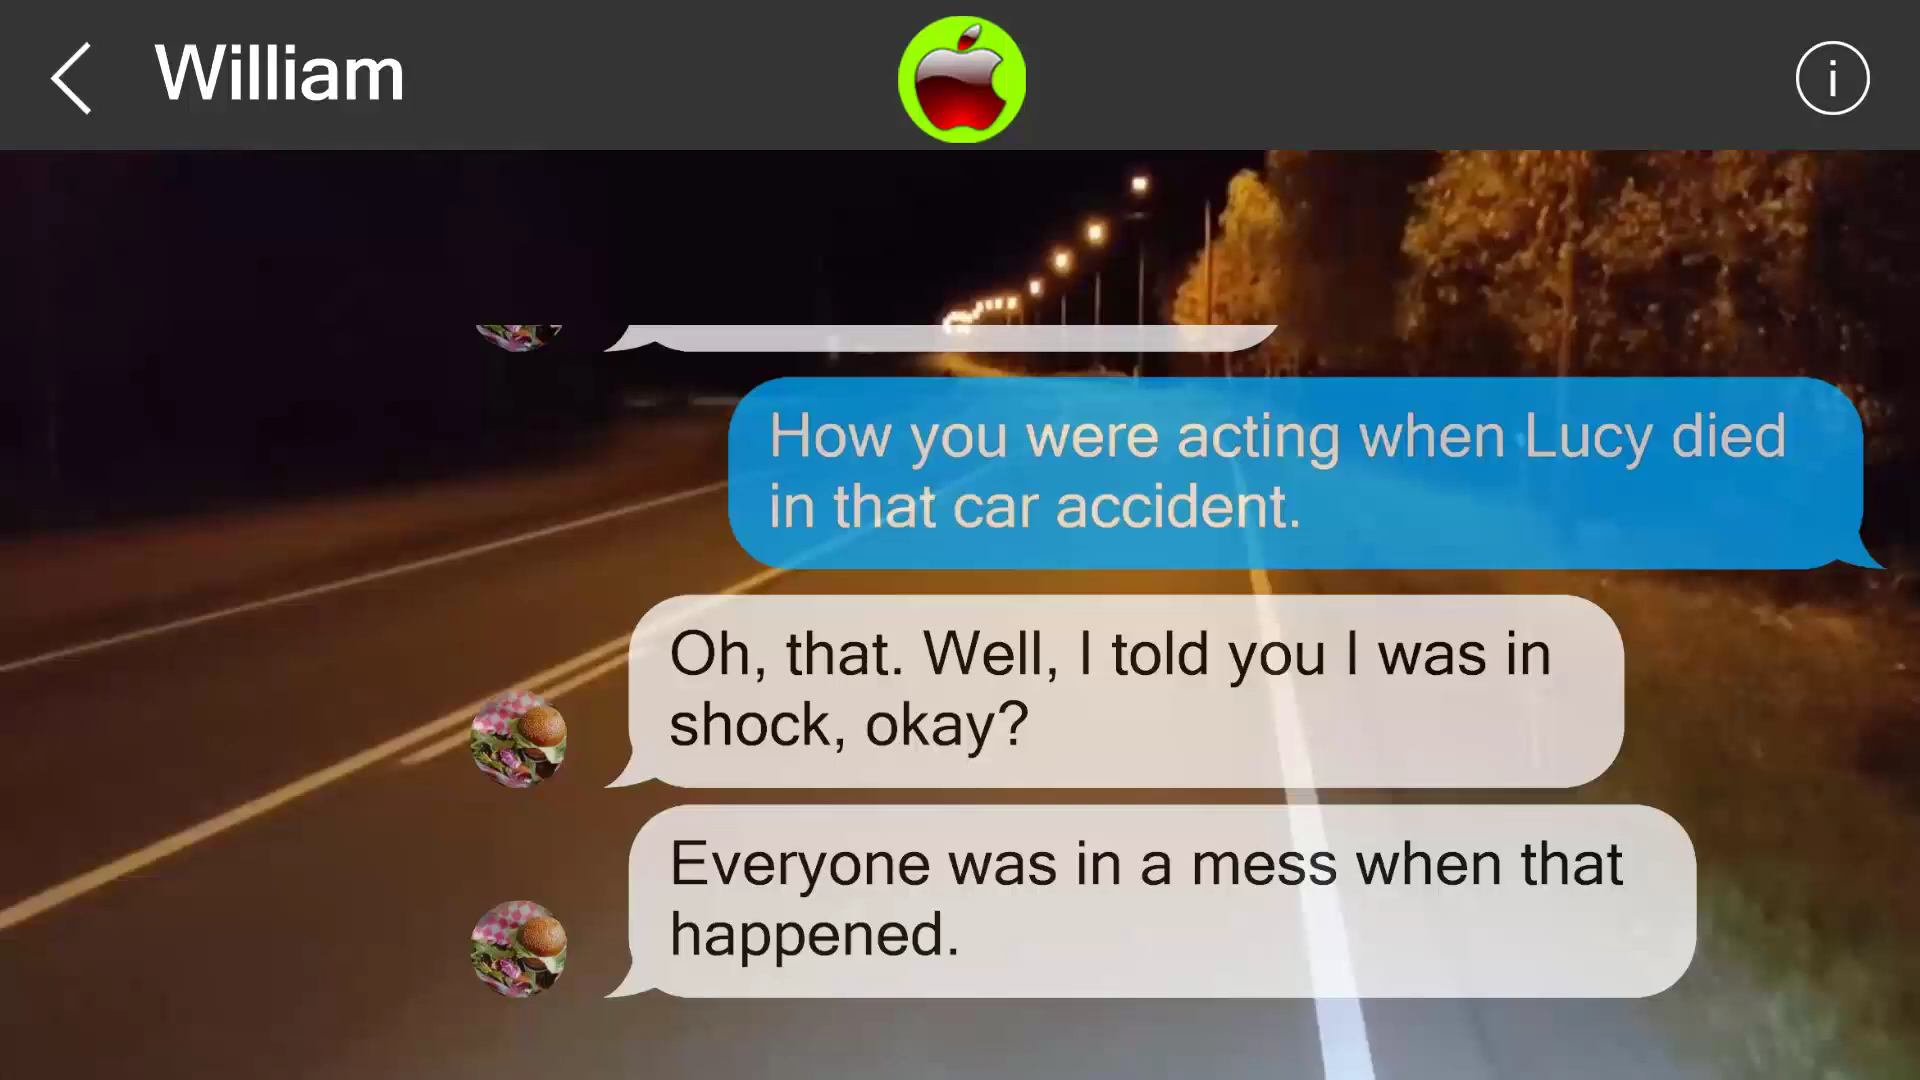 William
i
How you were acting when Lucy died
in that car accident.
Oh, that. Well, I told you I was in
shock, okay?
Everyone was in a mess when that
happened.